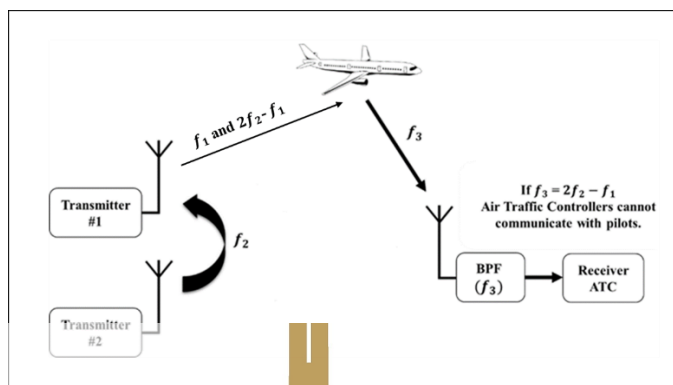 f₁ and 2f₂-f₁
f₃
If f₃ = 2f₂ − f₁
Air Traffic Controllers cannot
communicate with pilots.
Transmitter
#1
f₂
BPF
(f₃)
Receiver
ATC
Transmitter
#2